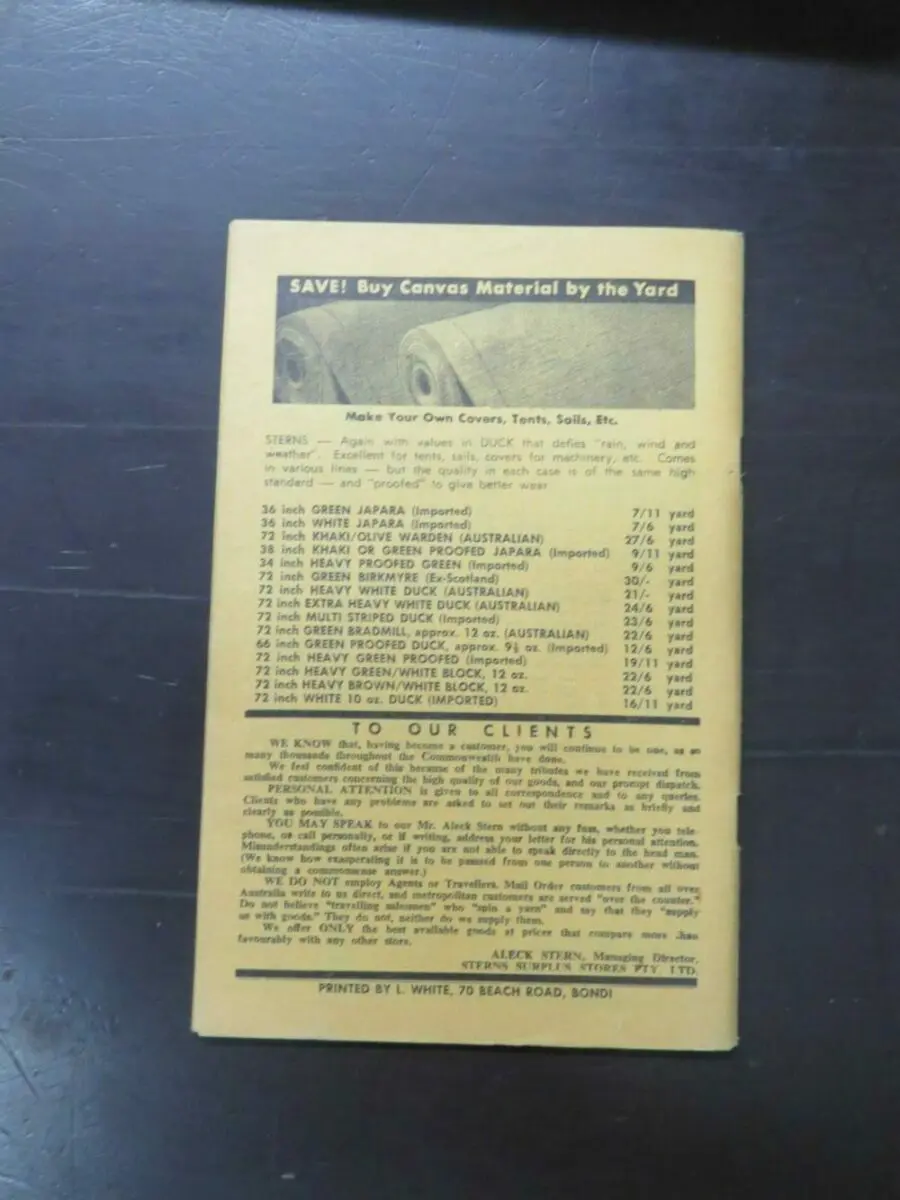 SAVE! Buy Canvas Material by the Yard
Make Your Own Covers, Tents, Sails, Etc.
STERNS — Again with values in DUCK that defies "rain, wind and
weather". Excellent for tents, sails, covers for machinery, etc. Comes
in various lines — but the quality in each case is of the same high
standard — and "proofed" to give better wear
36 inch GREEN JAPARA (Imported) 7/11 yard
36 inch WHITE JAPARA (Imported) 7/6 yard
72 inch KHAKI/OLIVE WARDEN (AUSTRALIAN) 27/6 yard
38 inch KHAKI OR GREEN PROOFED JAPARA (Imported) 9/11 yard
34 inch HEAVY PROOFED GREEN (Imported) 9/6 yard
72 inch GREEN BIRKMYRE (Ex-Scotland) 30/- yard
72 inch HEAVY WHITE DUCK (AUSTRALIAN) 21/- yard
72 inch EXTRA HEAVY WHITE DUCK (AUSTRALIAN) 24/6 yard
72 inch MULTI STRIPED DUCK (Imported) 23/6 yard
72 inch GREEN BRADMILL, approx. 12 oz. (AUSTRALIAN) 22/6 yard
66 inch GREEN PROOFED DUCK, approx. 9½ oz. (Imported) 12/6 yard
72 inch HEAVY GREEN PROOFED (Imported) 19/11 yard
72 inch HEAVY GREEN/WHITE BLOCK, 12 oz. 22/6 yard
72 inch HEAVY BROWN/WHITE BLOCK, 12 oz. 22/6 yard
72 inch WHITE 10 oz. DUCK (IMPORTED) 16/11 yard
TO OUR CLIENTS
WE KNOW that, having become a customer, you will continue to be one, as so
many thousands throughout the Commonwealth have done.
We feel confident of this because of the many tributes we have received from
satisfied customers concerning the high quality of our goods, and our prompt dispatch.
PERSONAL ATTENTION is given to all correspondence and to any queries.
Clients who have any problems are asked to set out their remarks as briefly and
clearly as possible.
YOU MAY SPEAK to our Mr. Aleck Stern without any fuss, whether you tele-
phone, or call personally, or if writing, address your letter for his personal attention.
Misunderstandings often arise if you are not able to speak directly to the head man.
(We know how exasperating it is to be passed from one person to another without
obtaining a commonsense answer.)
WE DO NOT employ Agents or Travellers. Mail Order customers from all over
Australia write to us direct, and metropolitan customers are served "over the counter."
Do not believe "travelling salesmen" who "spin a yarn" and say that they "supply
us with goods." They do not, neither do we supply them.
We offer ONLY the best available goods at prices that compare more than
favourably with any other store.
ALECK STERN, Managing Director.
STERNS SURPLUS STORES PTY. LTD.
PRINTED BY L. WHITE, 70 BEACH ROAD, BONDI